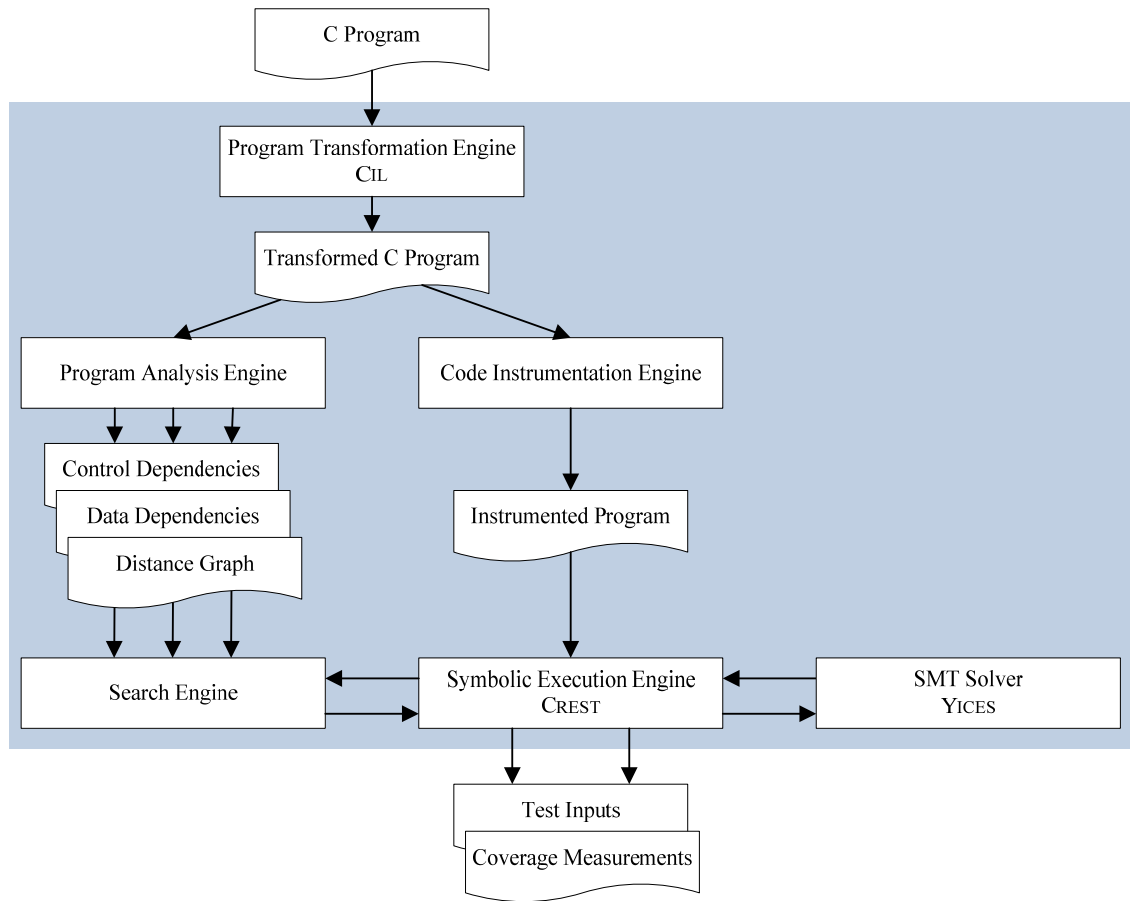 C Program
Program Transformation Engine
CIL
Transformed C Program
Program Analysis Engine
Code Instrumentation Engine
Control Dependencies
Data Dependencies
Distance Graph
Instrumented Program
Search Engine
Symbolic Execution Engine
CREST
SMT Solver
YICES
Test Inputs
Coverage Measurements